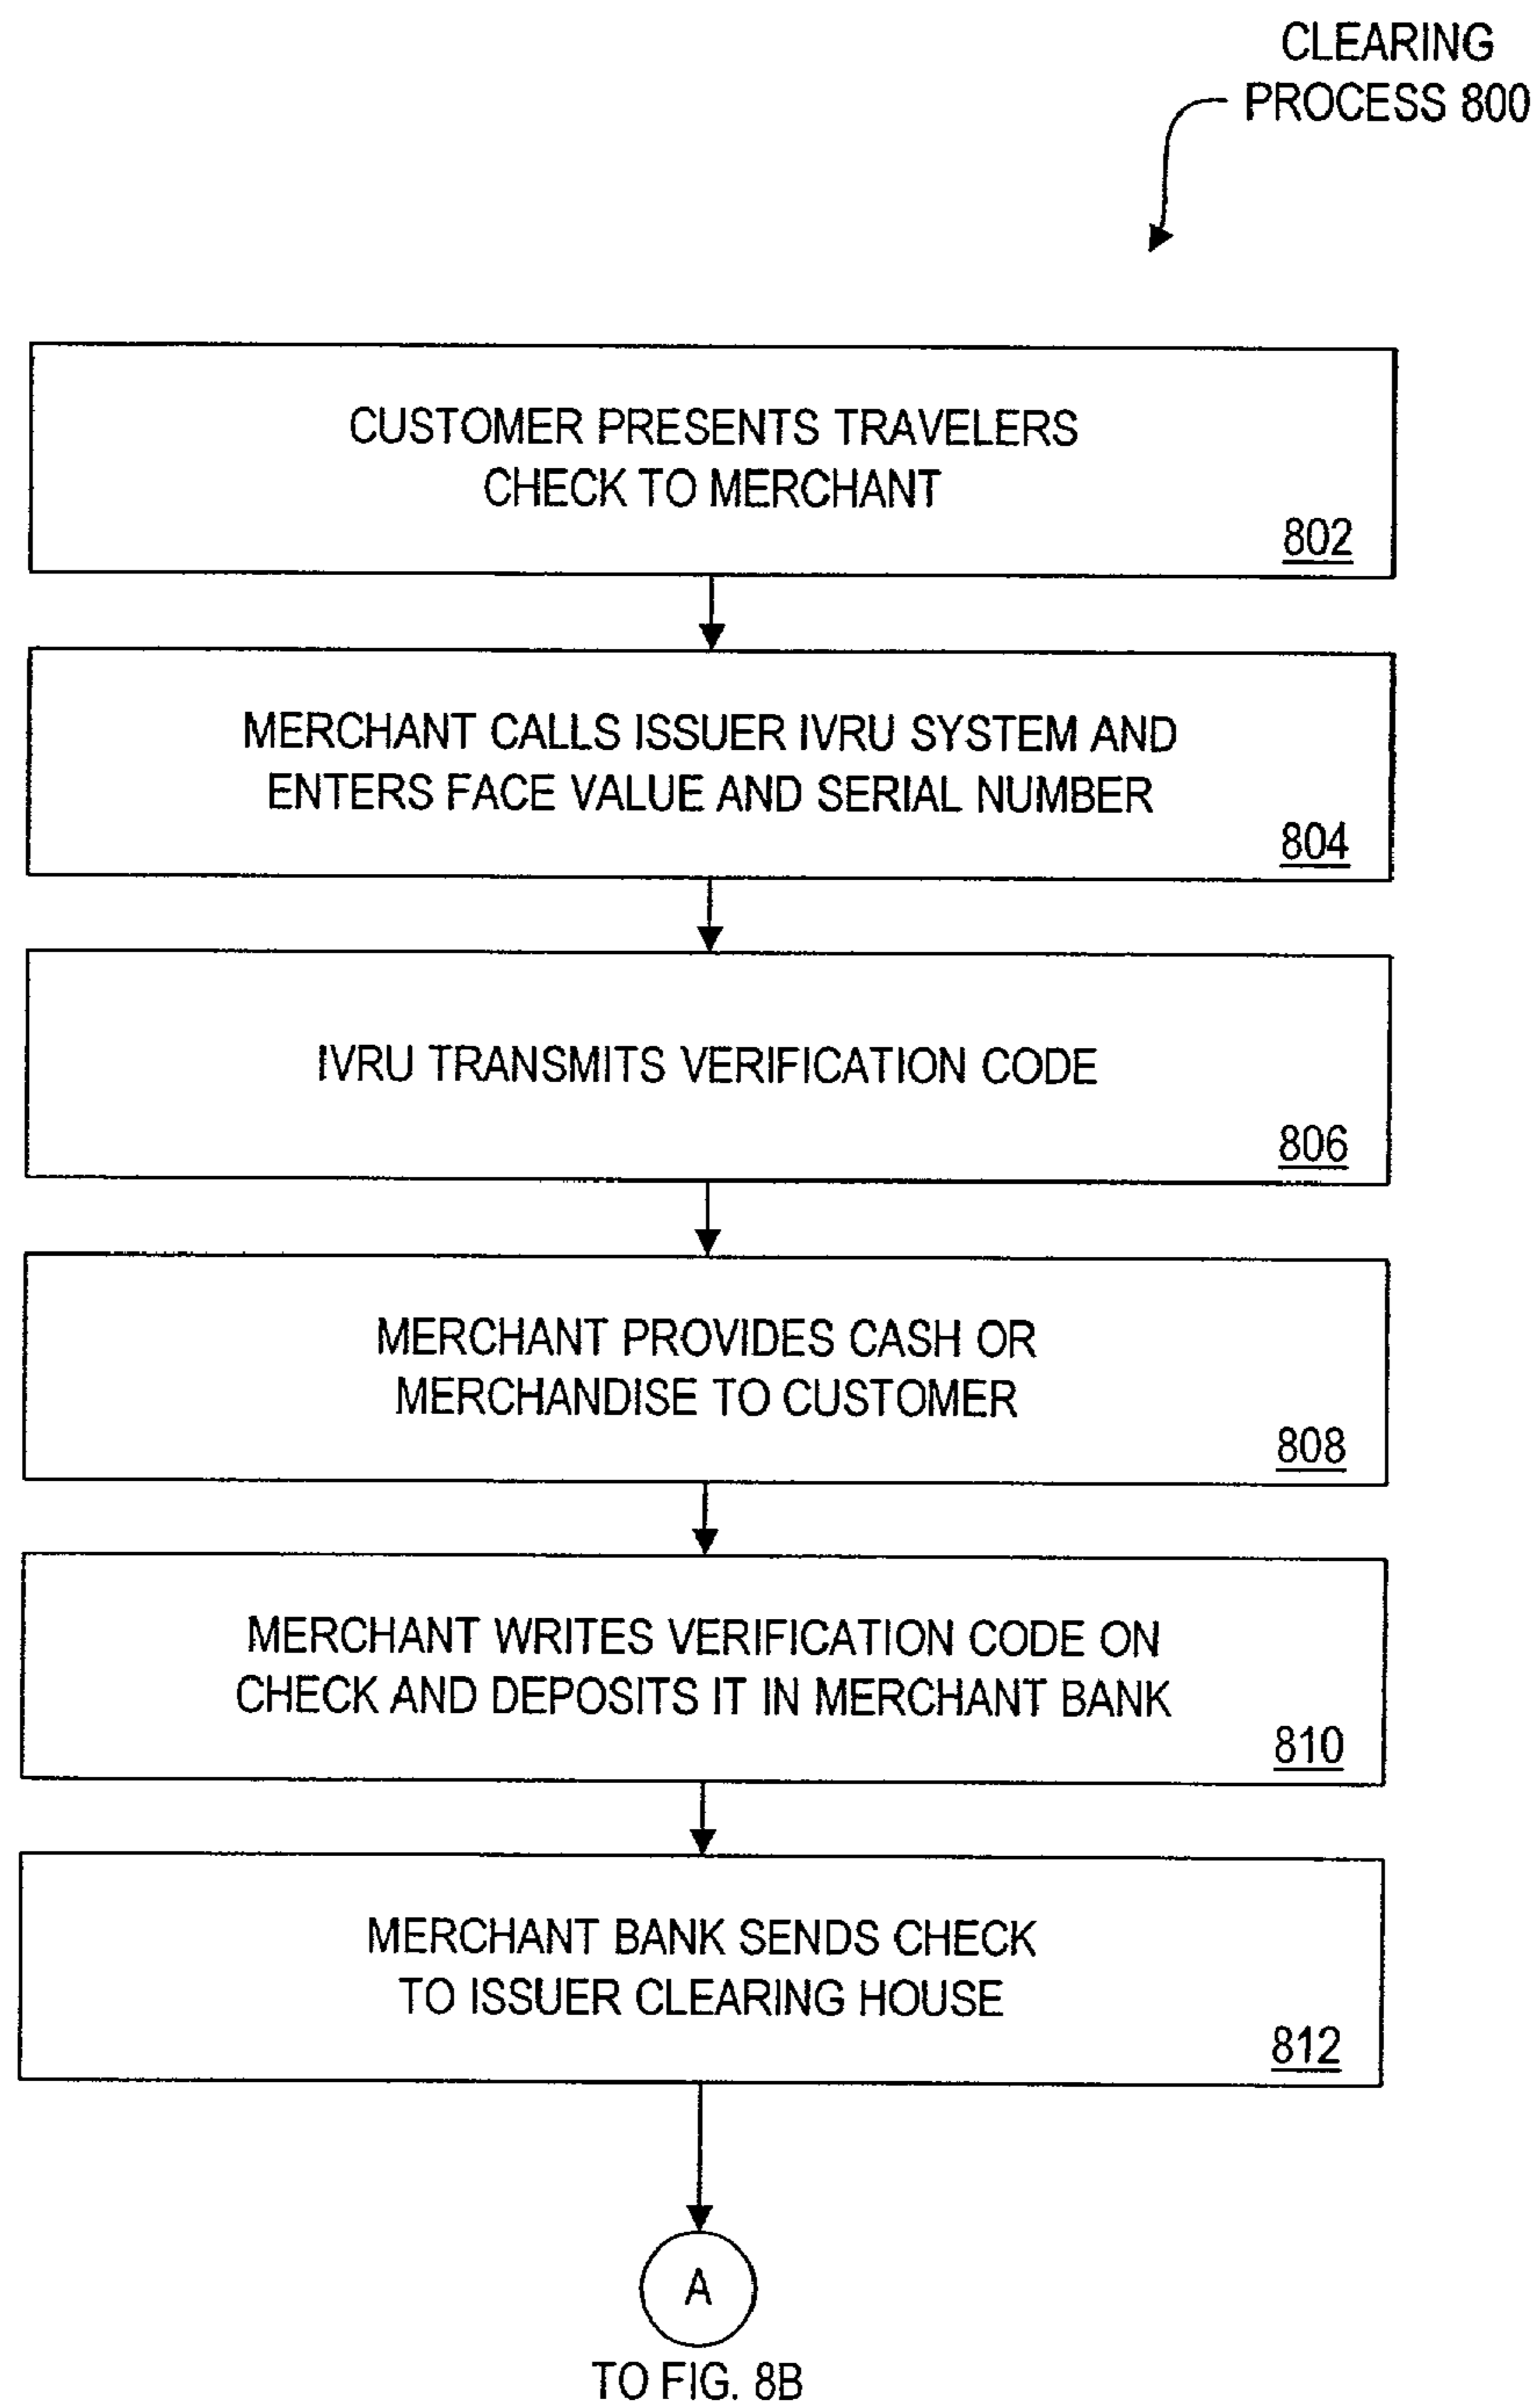 CLEARING
PROCESS 800
CUSTOMER PRESENTS TRAVELERS
CHECK TO MERCHANT
802
MERCHANT CALLS ISSUER IVRU SYSTEM AND
ENTERS FACE VALUE AND SERIAL NUMBER
804
IVRU TRANSMITS VERIFICATION CODE
806
MERCHANT PROVIDES CASH OR
MERCHANDISE TO CUSTOMER
808
MERCHANT WRITES VERIFICATION CODE ON
CHECK AND DEPOSITS IT IN MERCHANT BANK
810
MERCHANT BANK SENDS CHECK
TO ISSUER CLEARING HOUSE
812
A
TO FIG. 8B